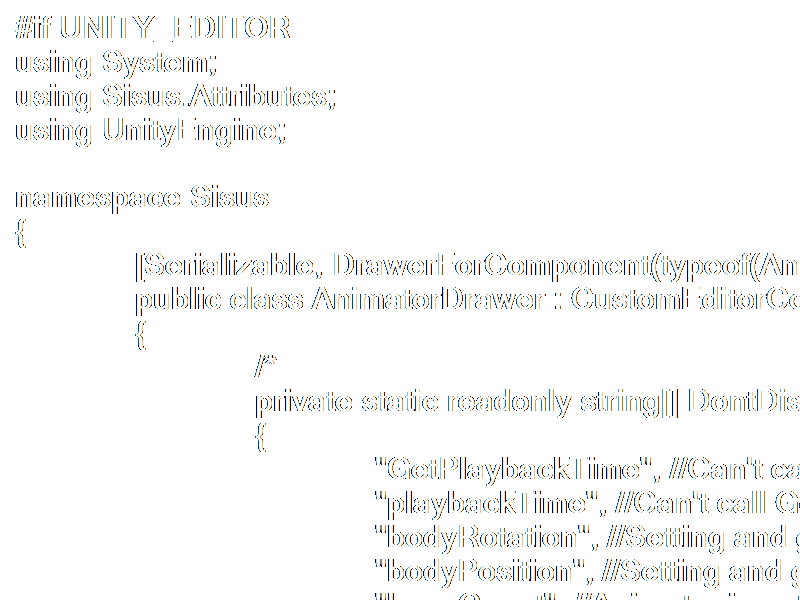 #if UNITY_EDITOR
using System;
using Sisus.Attributes;
using UnityEngine;
namespace Sisus
{
[Serializable, DrawerForComponent(typeof(An
public class AnimatorDrawer : CustomEditorCo
{
/*
private static readonly string[] DontDis
{
"GetPlaybackTime", //Can't ca
"playbackTime", //Can't call G
"bodyRotation", //Setting and g
"bodyPosition", //Setting and g